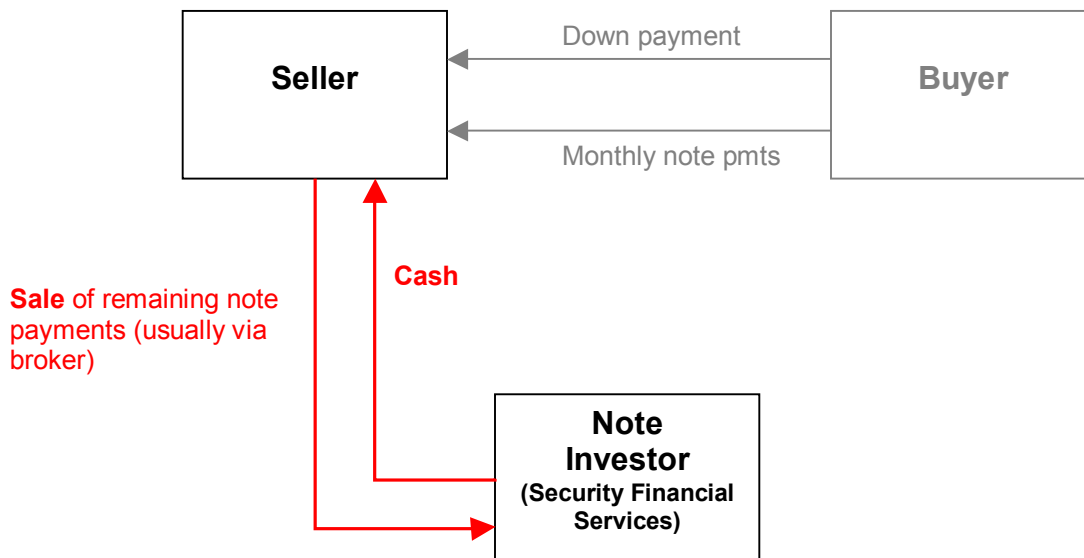 Down payment
Seller
Buyer
Monthly note pmts
Cash
Sale of remaining note
payments (usually via
broker)
Note
Investor
(Security Financial
Services)